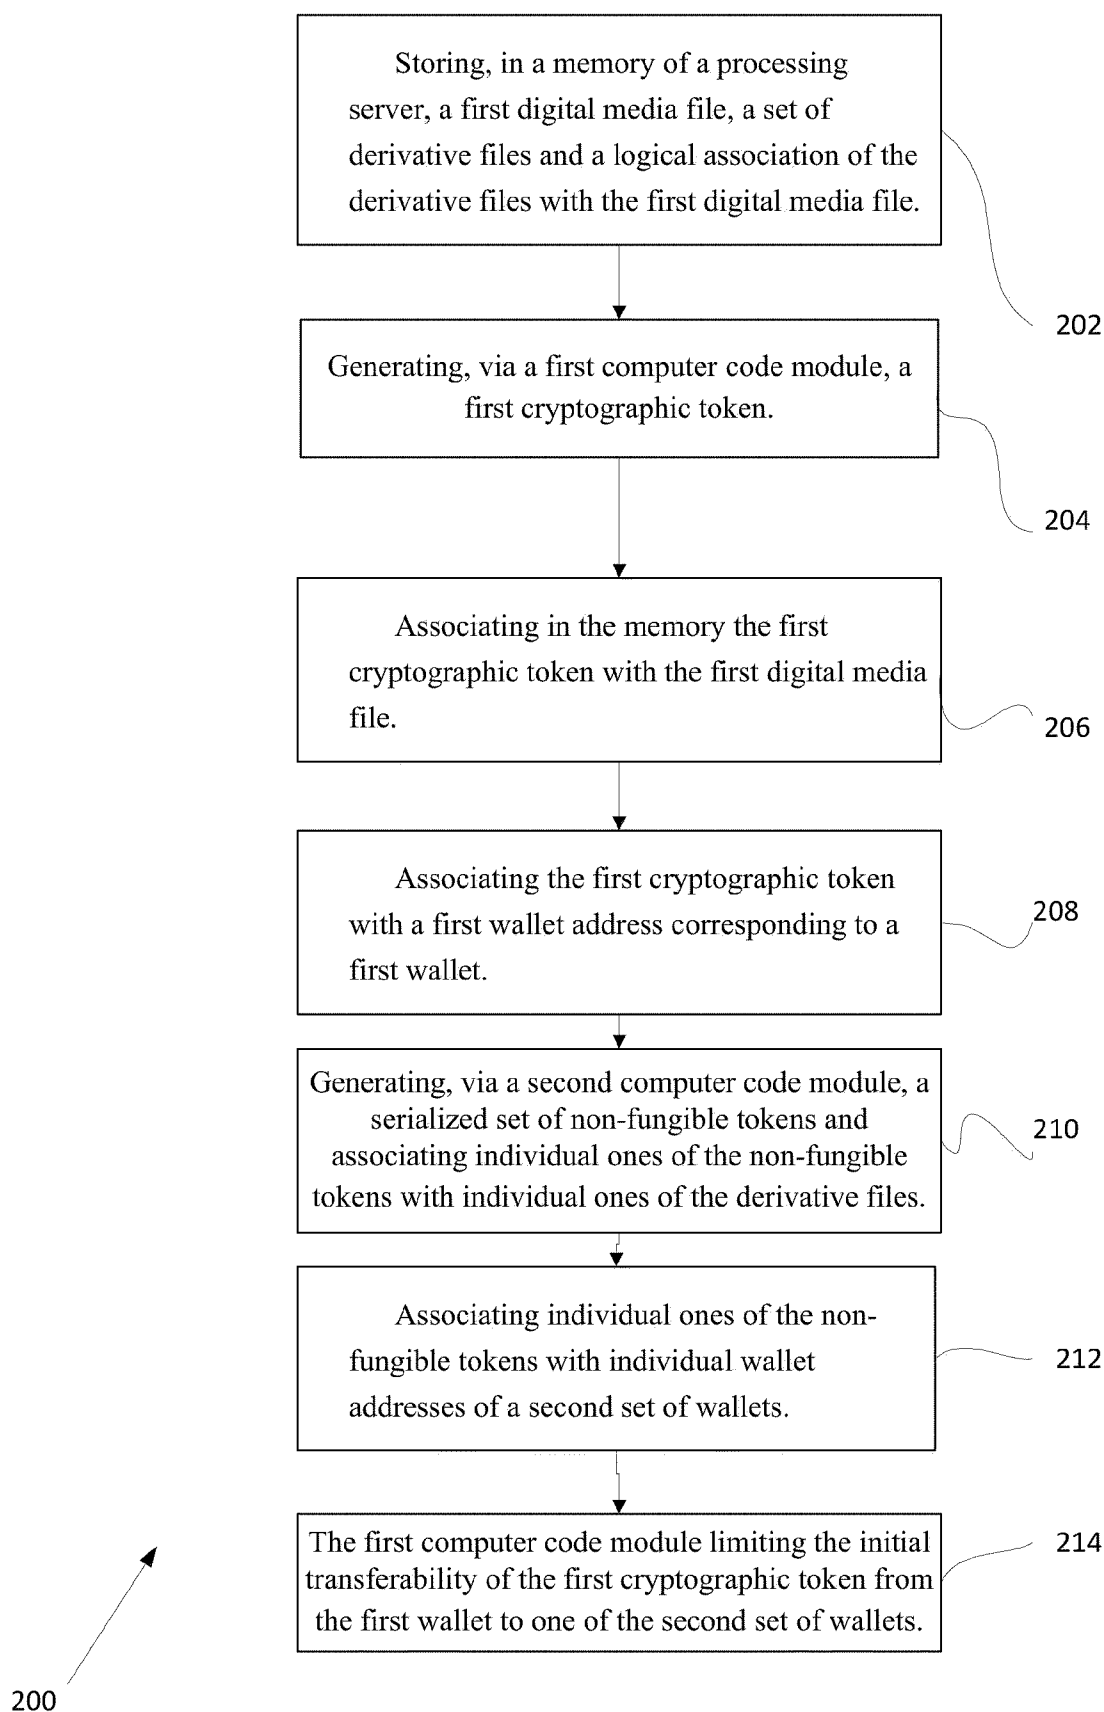 Storing, in a memory of a processing
server, a first digital media file, a set of
derivative files and a logical association of the
derivative files with the first digital media file.
202
Generating, via a first computer code module, a
first cryptographic token.
204
Associating in the memory the first
cryptographic token with the first digital media
file.
206
Associating the first cryptographic token
with a first wallet address corresponding to a
first wallet.
208
Generating, via a second computer code module, a
serialized set of non-fungible tokens and
associating individual ones of the non-fungible
tokens with individual ones of the derivative files.
210
Associating individual ones of the non-
fungible tokens with individual wallet
addresses of a second set of wallets.
212
The first computer code module limiting the initial
transferability of the first cryptographic token from
the first wallet to one of the second set of wallets.
214
200